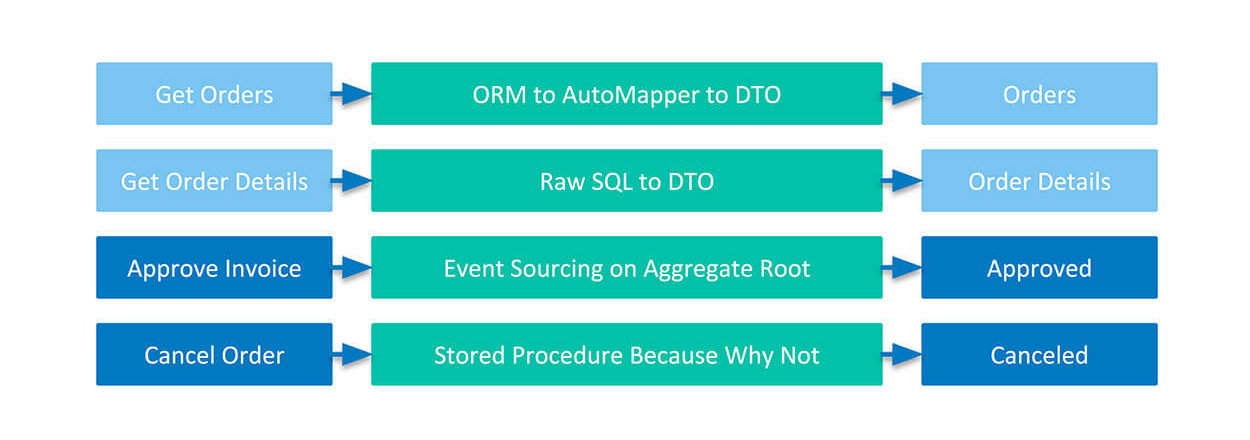 Get Orders
ORM to AutoMapper to DTO
Orders
Get Order Details
Raw SQL to DTO
Order Details
Approve Invoice
Event Sourcing on Aggregate Root
Approved
Cancel Order
Stored Procedure Because Why Not
Canceled